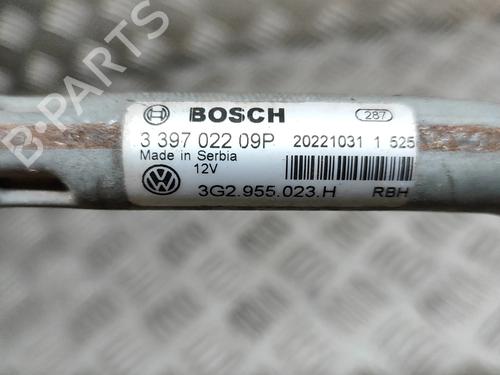 B-PARTS
BOSCH 287
3 397 022 09P 20221031 1 525
Made in Serbia
12V
3G2.955.023.H RBH